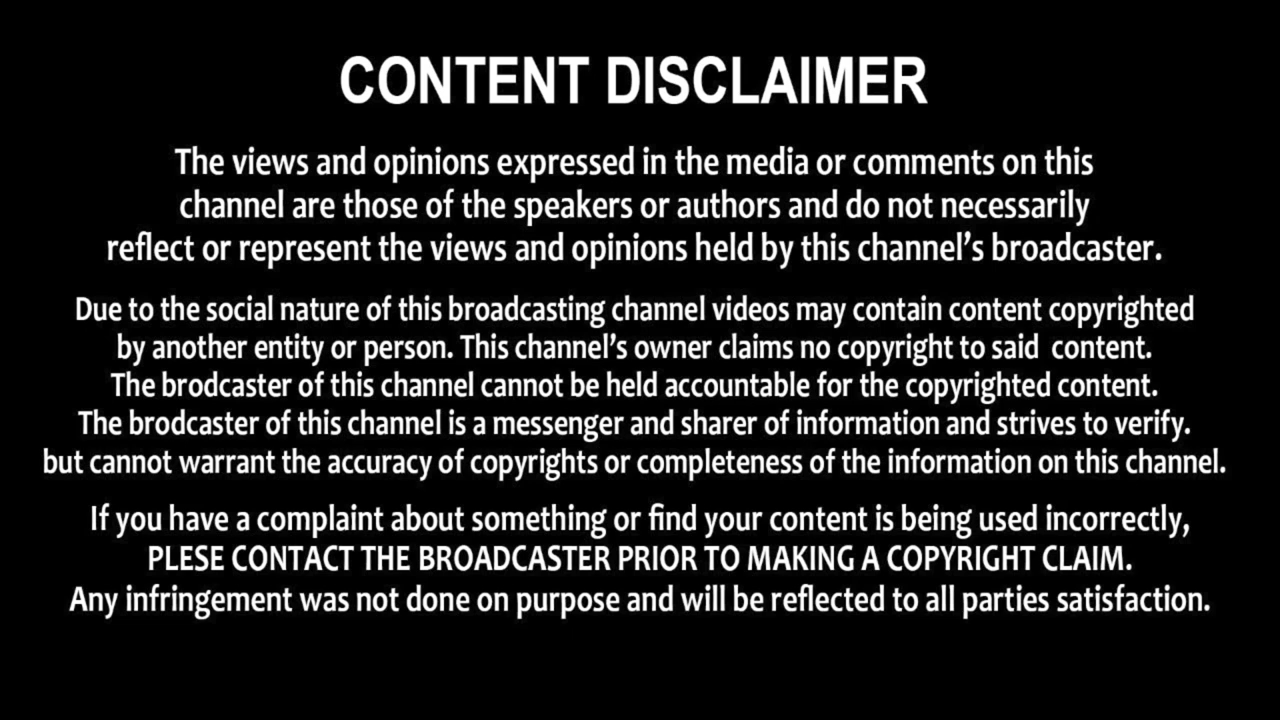 CONTENT DISCLAIMER
The views and opinions expressed in the media or comments on this
channel are those of the speakers or authors and do not necessarily
reflect or represent the views and opinions held by this channel's broadcaster.
Due to the social nature of this broadcasting channel videos may contain content copyrighted
by another entity or person. This channel's owner claims no copyright to said content.
The brodcaster of this channel cannot be held accountable for the copyrighted content.
The brodcaster of this channel is a messenger and sharer of information and strives to verify.
but cannot warrant the accuracy of copyrights or completeness of the information on this channel.
If you have a complaint about something or find your content is being used incorrectly,
PLESE CONTACT THE BROADCASTER PRIOR TO MAKING A COPYRIGHT CLAIM.
Any infringement was not done on purpose and will be reflected to all parties satisfaction.